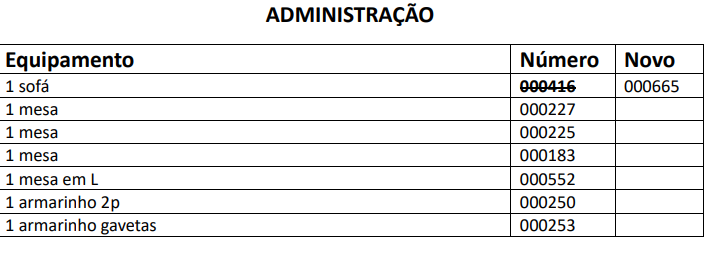 ADMINISTRAÇÃO
Equipamento Número Novo
1 sofá 000416 000665
1 mesa 000227
1 mesa 000225
1 mesa 000183
1 mesa em L 000552
1 armarinho 2p 000250
1 armarinho gavetas 000253